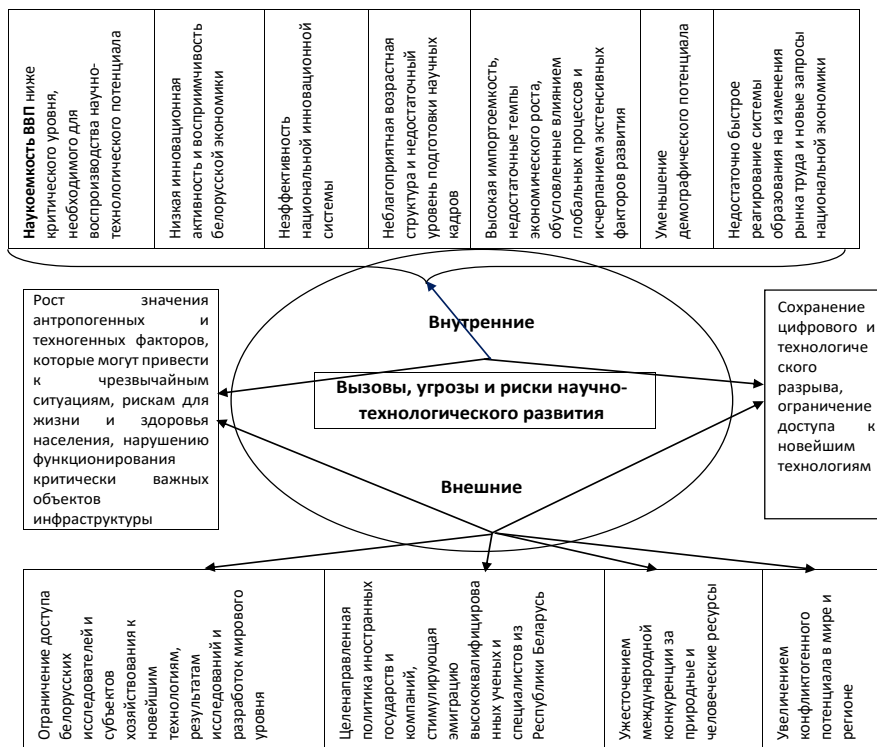 Наукоемкость ВВП ниже
критического уровня,
необходимого для
воспроизводства научно-
технологического потенциала
Низкая инновационная
активность и восприимчивость
белорусской экономики
Неэффективность
национальной инновационной
системы
Неблагоприятная возрастная
структура и недостаточный
уровень подготовки научных
кадров
Высокая импортоемкость,
недостаточные темпы
экономического роста,
обусловленные влиянием
глобальных процессов и
исчерпанием экстенсивных
факторов развития
Уменьшение
демографического потенциала
Недостаточно быстрое
реагирование системы
образования на изменения
рынка труда и новые запросы
национальной экономики
Внутренние
Рост значения
антропогенных и
техногенных факторов,
которые могут привести
к чрезвычайным
ситуациям, рискам для
жизни и здоровья
населения, нарушению
функционирования
критически важных
объектов
инфраструктуры
Вызовы, угрозы и риски научно-
технологического развития
Сохранение
цифрового и
технологиче
ского
разрыва,
ограничение
доступа к
новейшим
технологиям
Внешние
Ограничение доступа
белорусских
исследователей и
субъектов
хозяйствования к
новейшим
технологиям,
результатам
исследований и
разработок мирового
уровня
Целенаправленная
политика иностранных
государств и
компаний,
стимулирующая
эмиграцию
высококвалифицирова
нных ученых и
специалистов из
Республики Беларусь
Ужесточением
международной
конкуренции за
природные и
человеческие ресурсы
Увеличением
конфликтогенного
потенциала в мире и
регионе